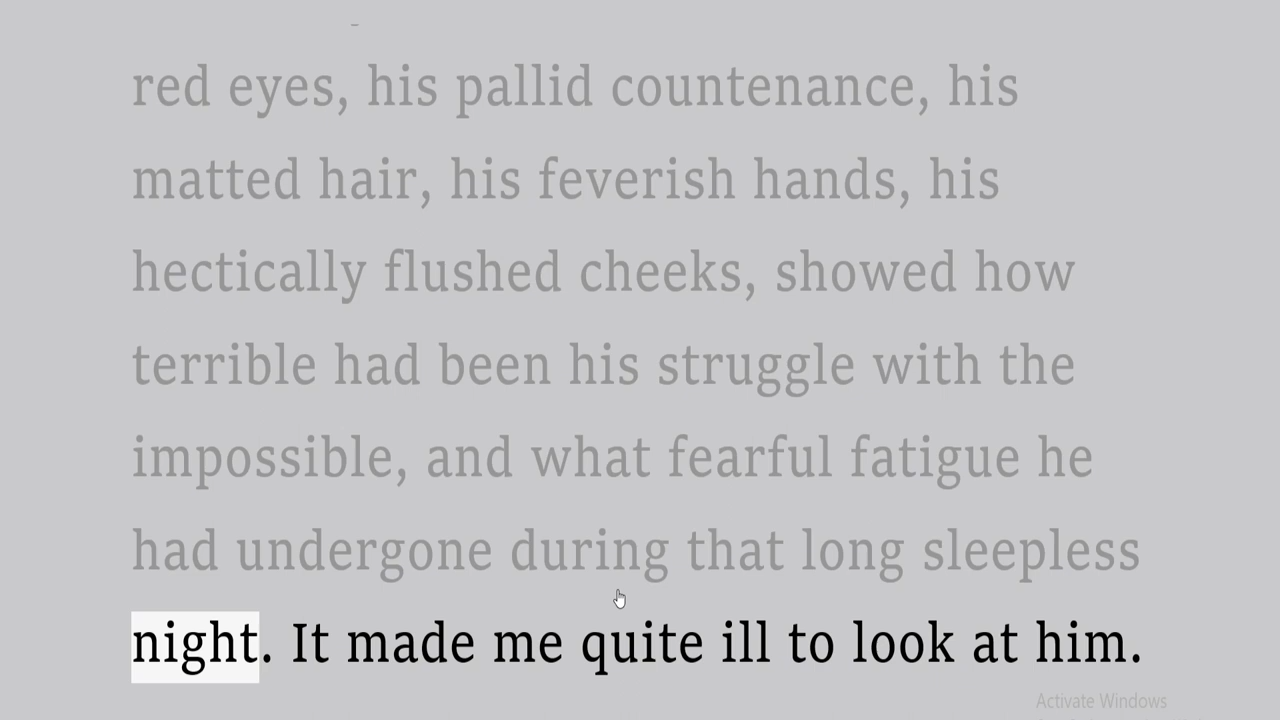 red eyes, his pallid countenance, his
matted hair, his feverish hands, his
hectically flushed cheeks, showed how
terrible had been his struggle with the
impossible, and what fearful fatigue he
had undergone during that long sleepless
night. It made me quite ill to look at him.
Activate Windows